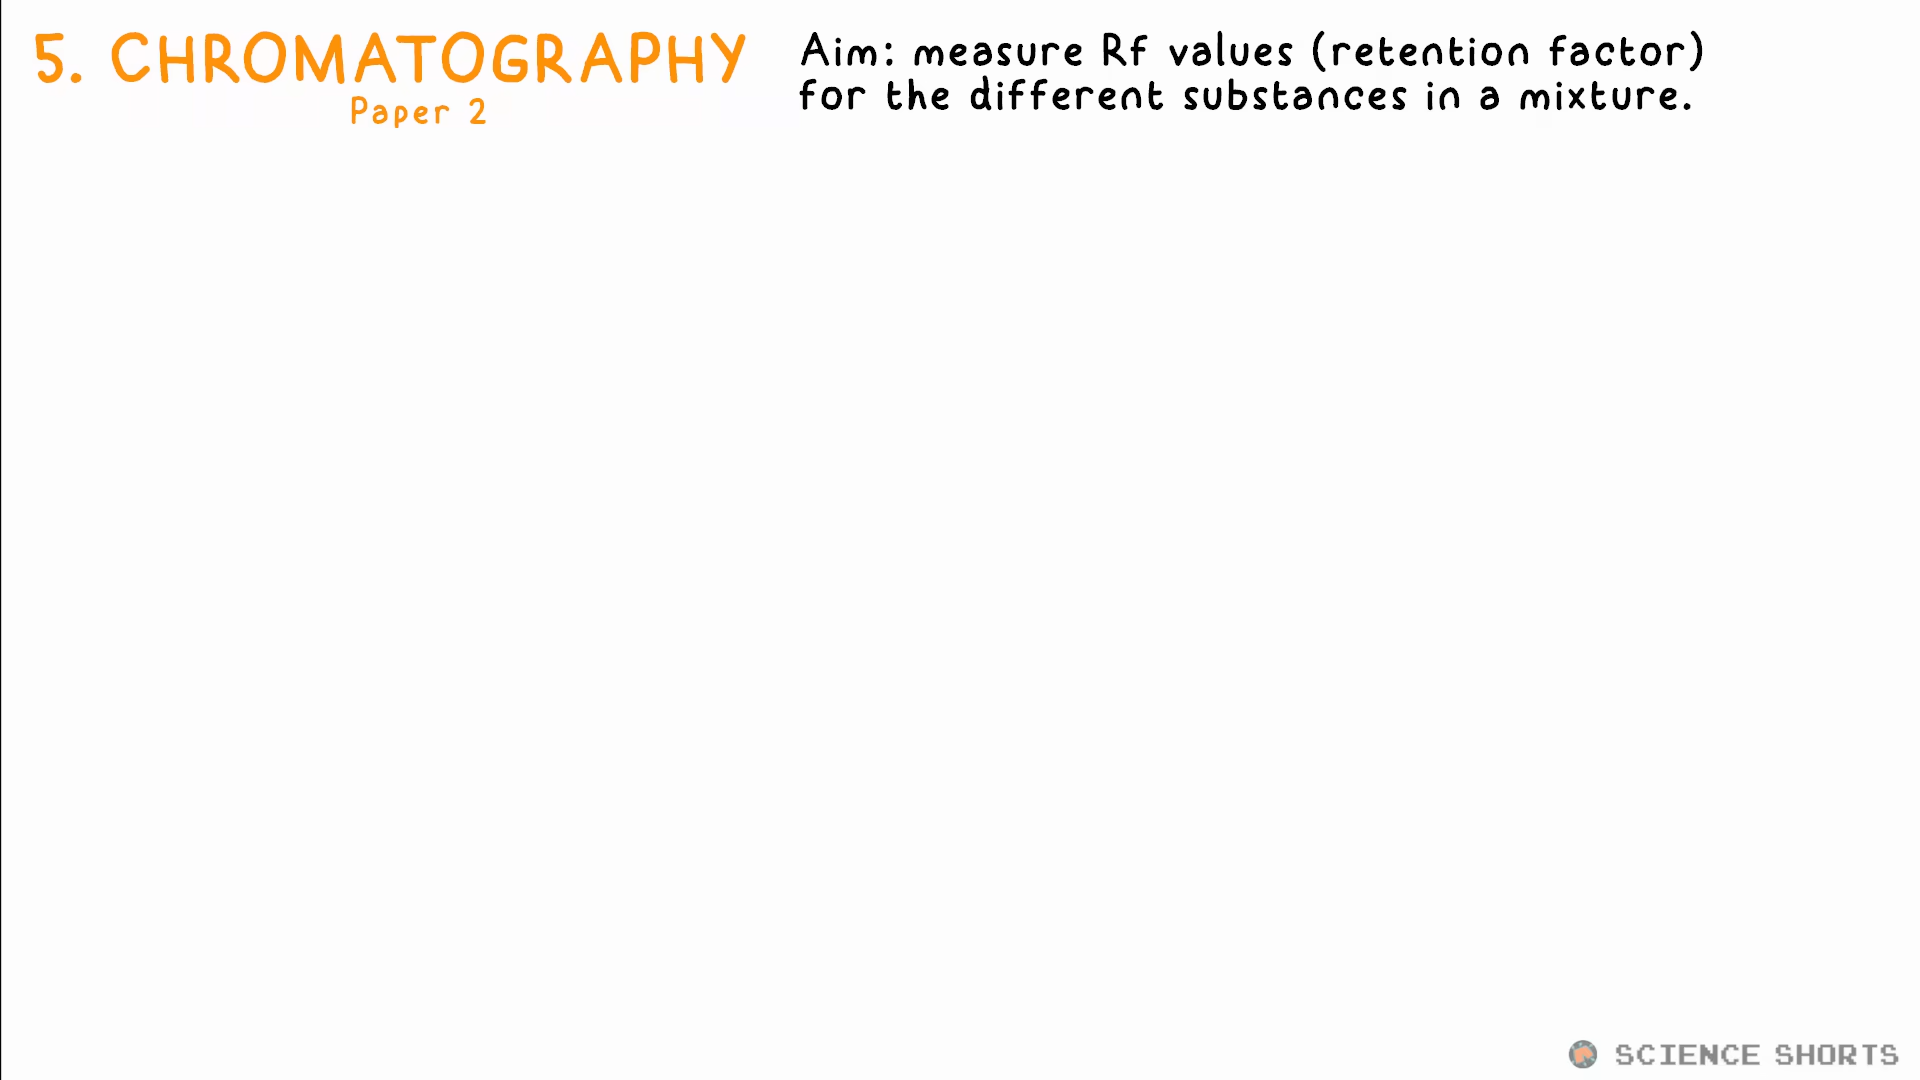 5. CHROMATOGRAPHY
Paper 2
Aim: measure Rf values (retention factor)
for the different substances in a mixture.
SCIENCE SHORTS